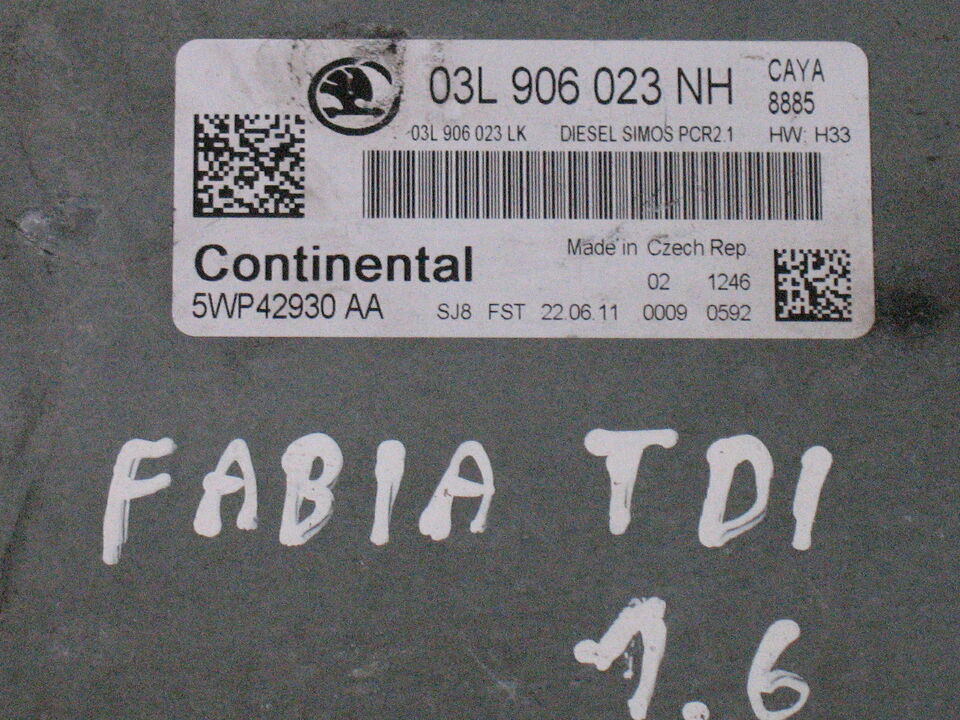 03L 906 023 NH CAYA
8885
03L 906 023 LK DIESEL SIMOS PCR2.1 HW: H33
Continental Made in Czech Rep.
02 1246
5WP42930 AA SJ8 FST 22.06.11 0009 0592
FABIA TDI
1.6